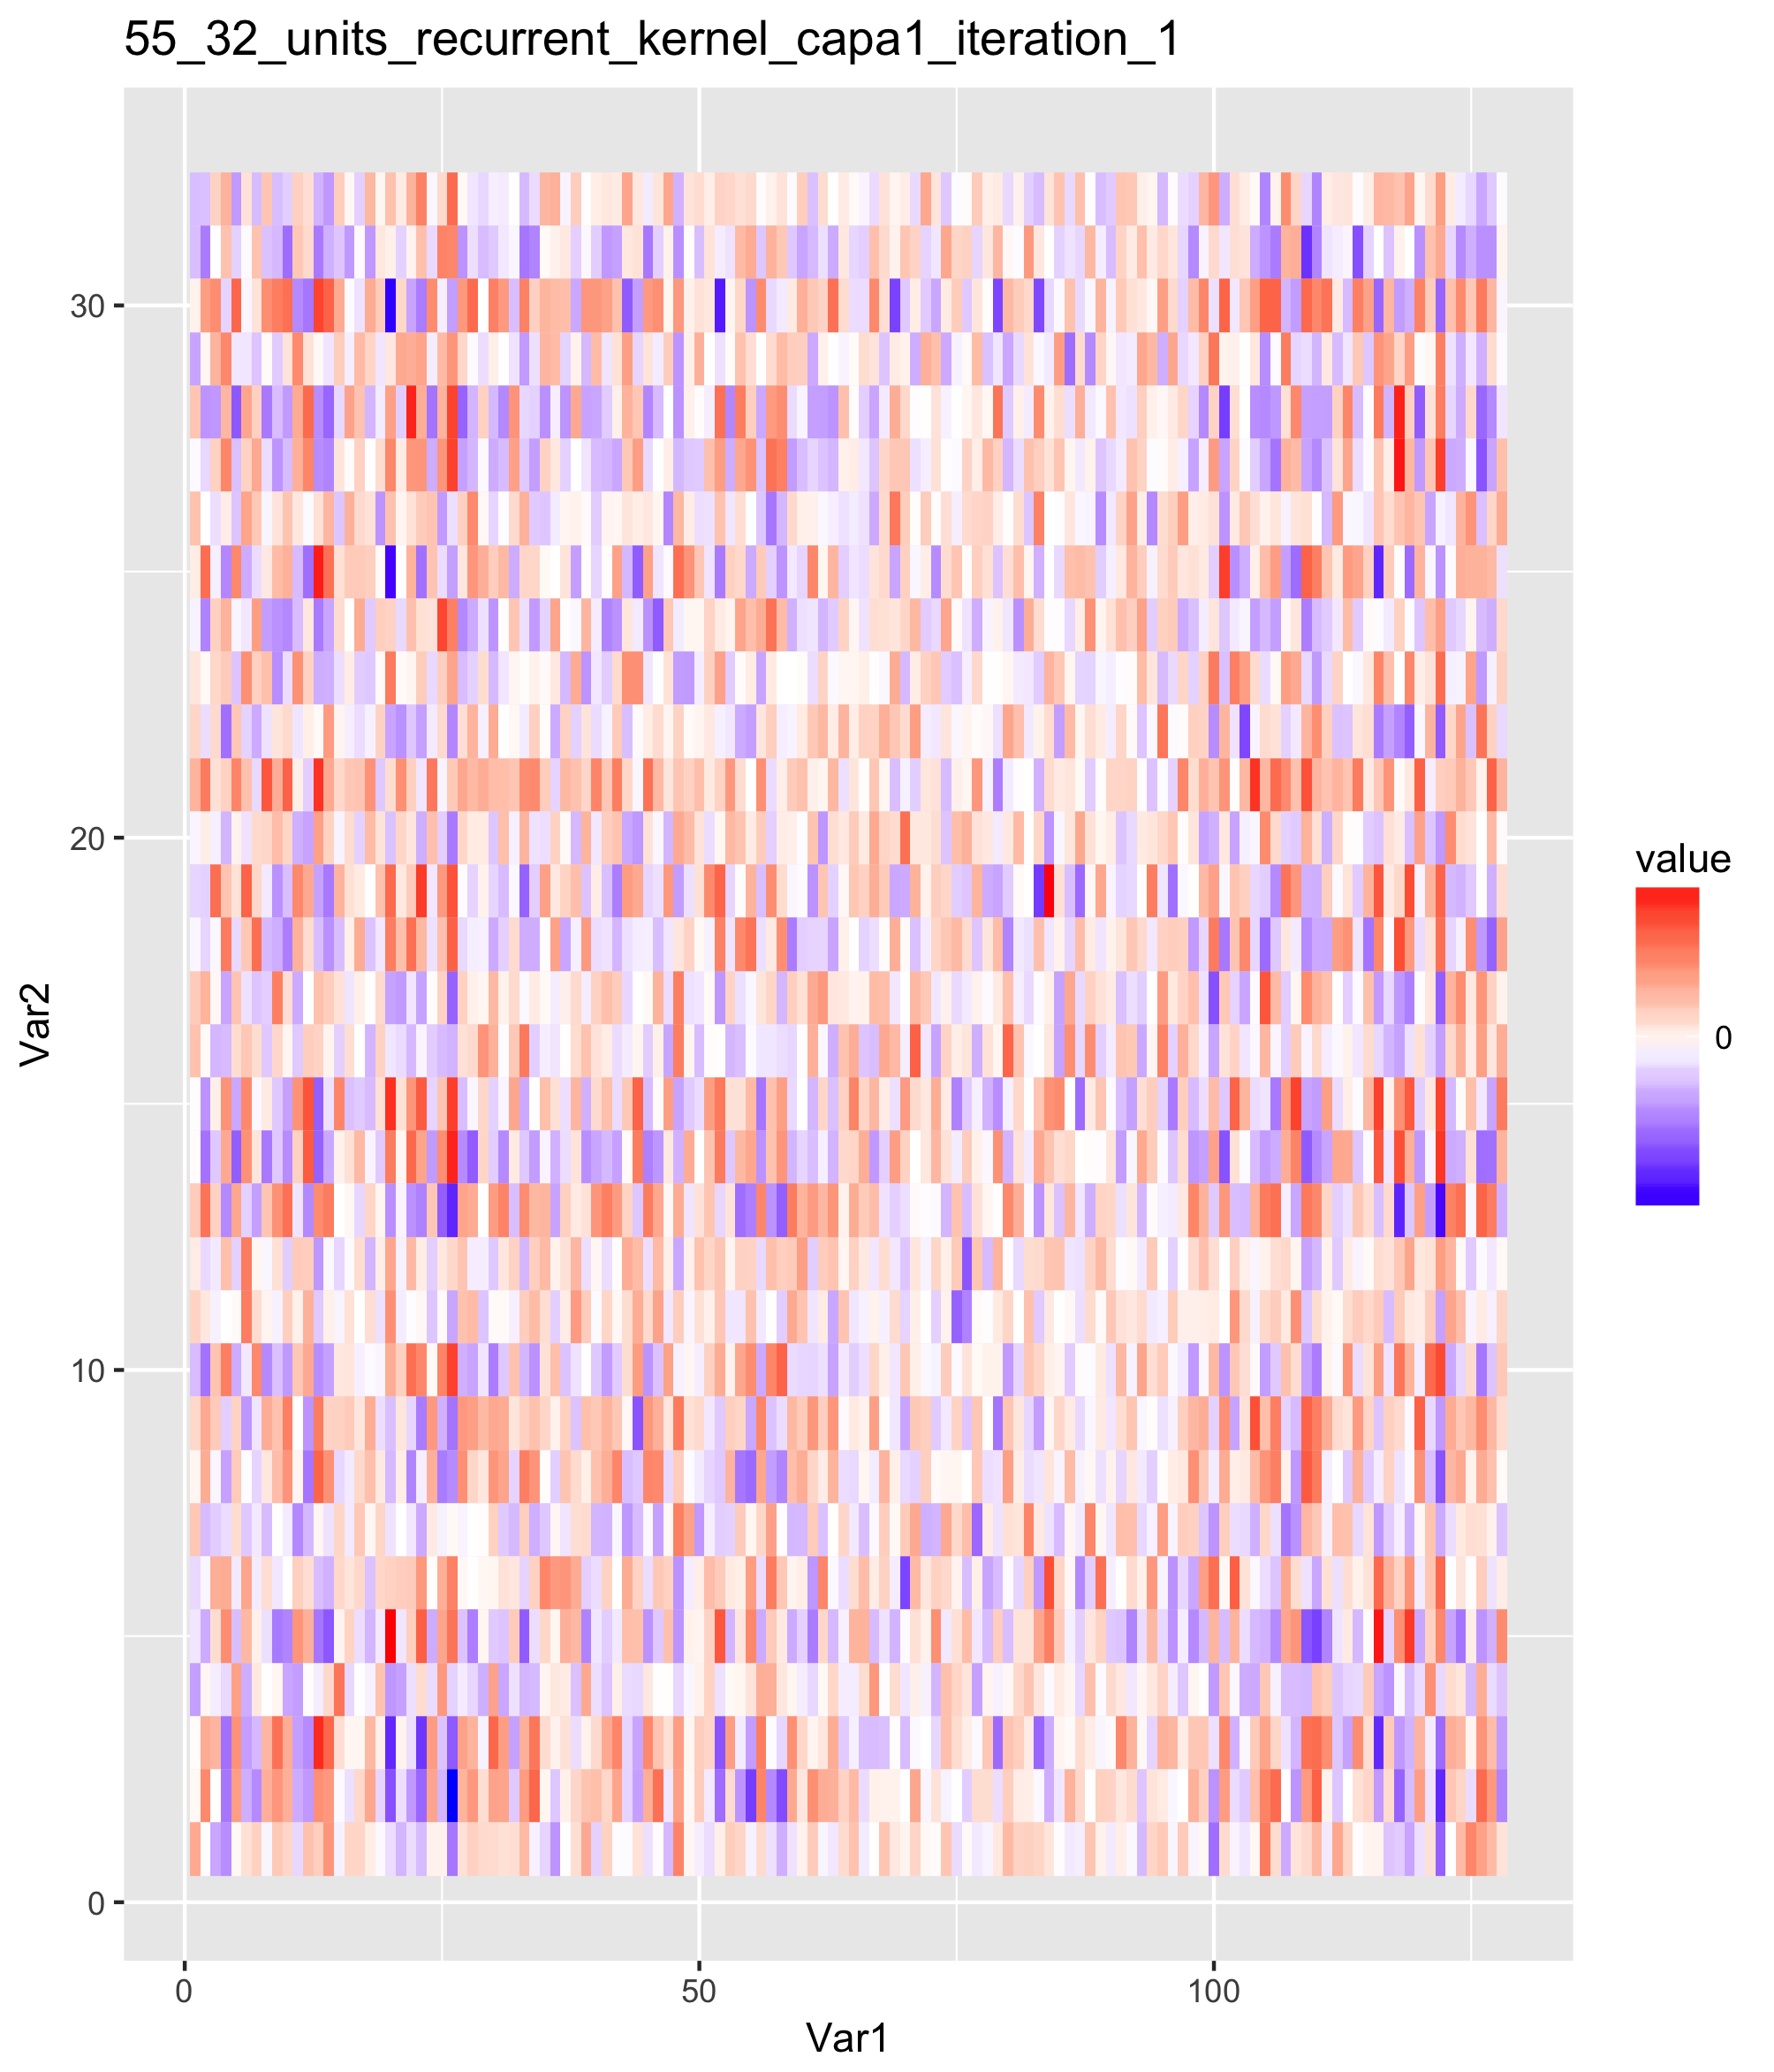 55_32_units_recurrent_kernel_capa1_iteration_1
30
20
10
0
0
50
100
Var1
Var2
value
0